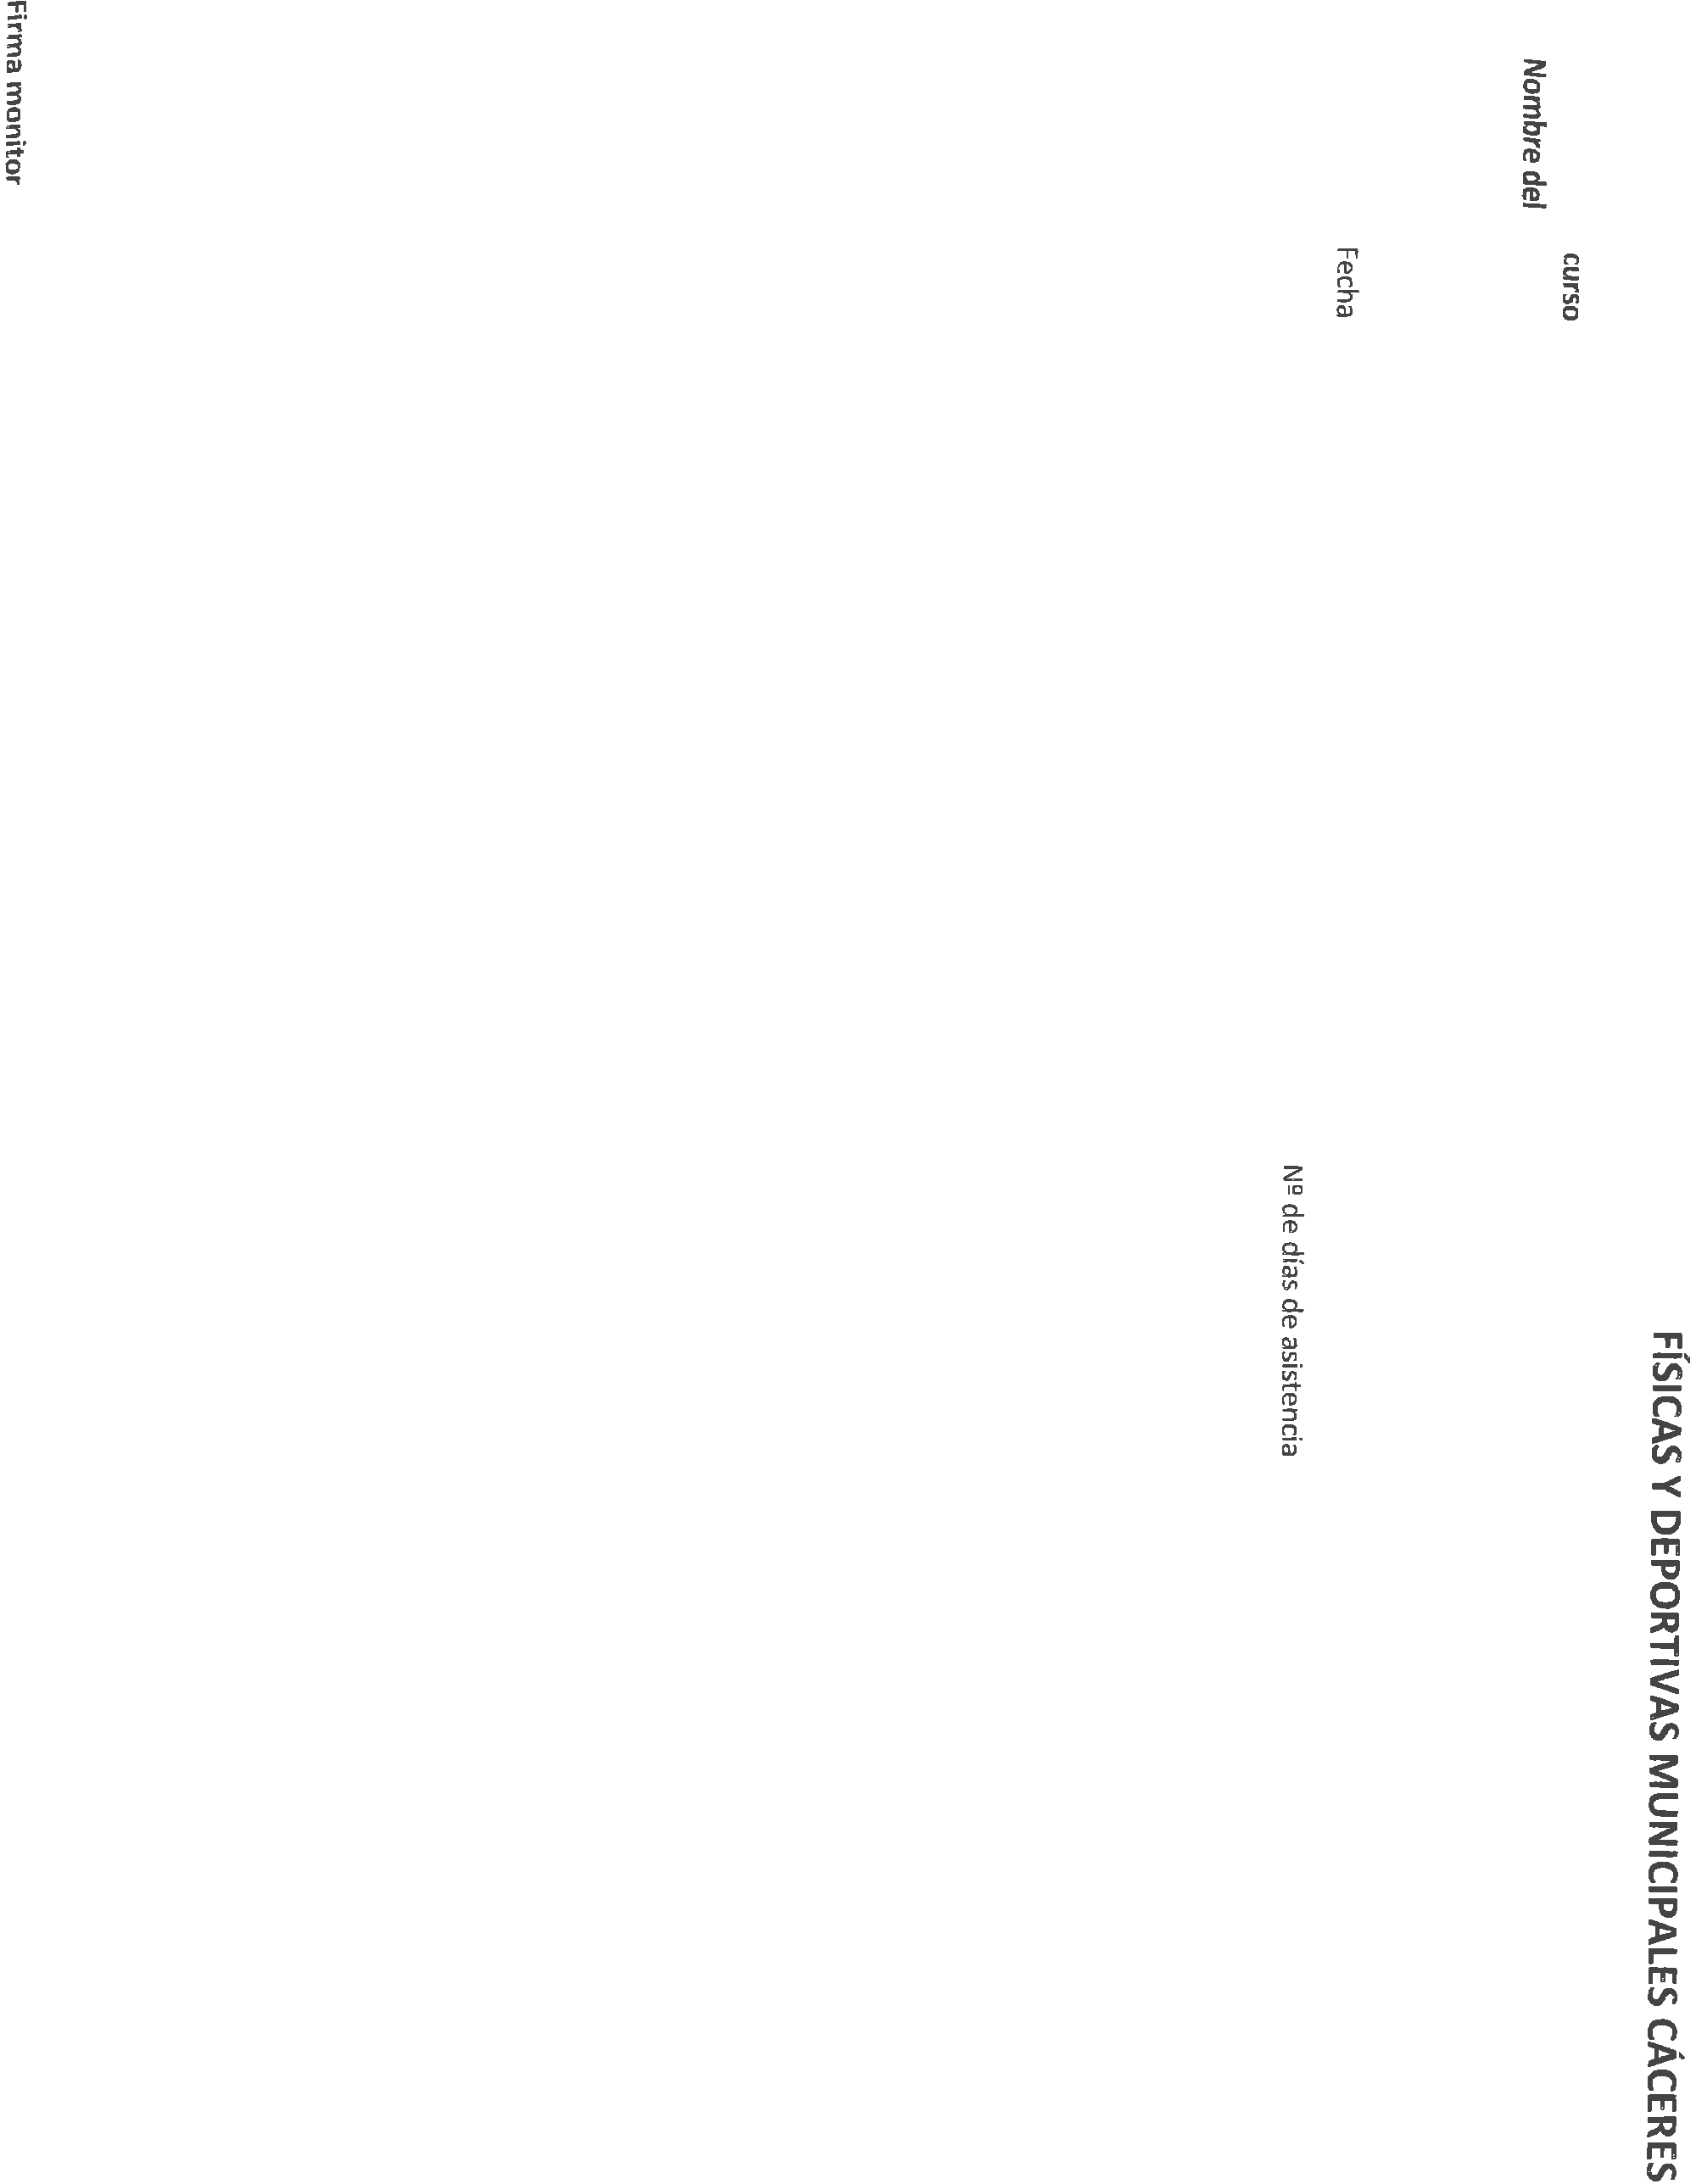 FÍSICAS Y DEPORTIVAS MUNICIPALES CÁCERES
curso
Nombre del
Fecha
Nº de días de asistencia
Firma monitor